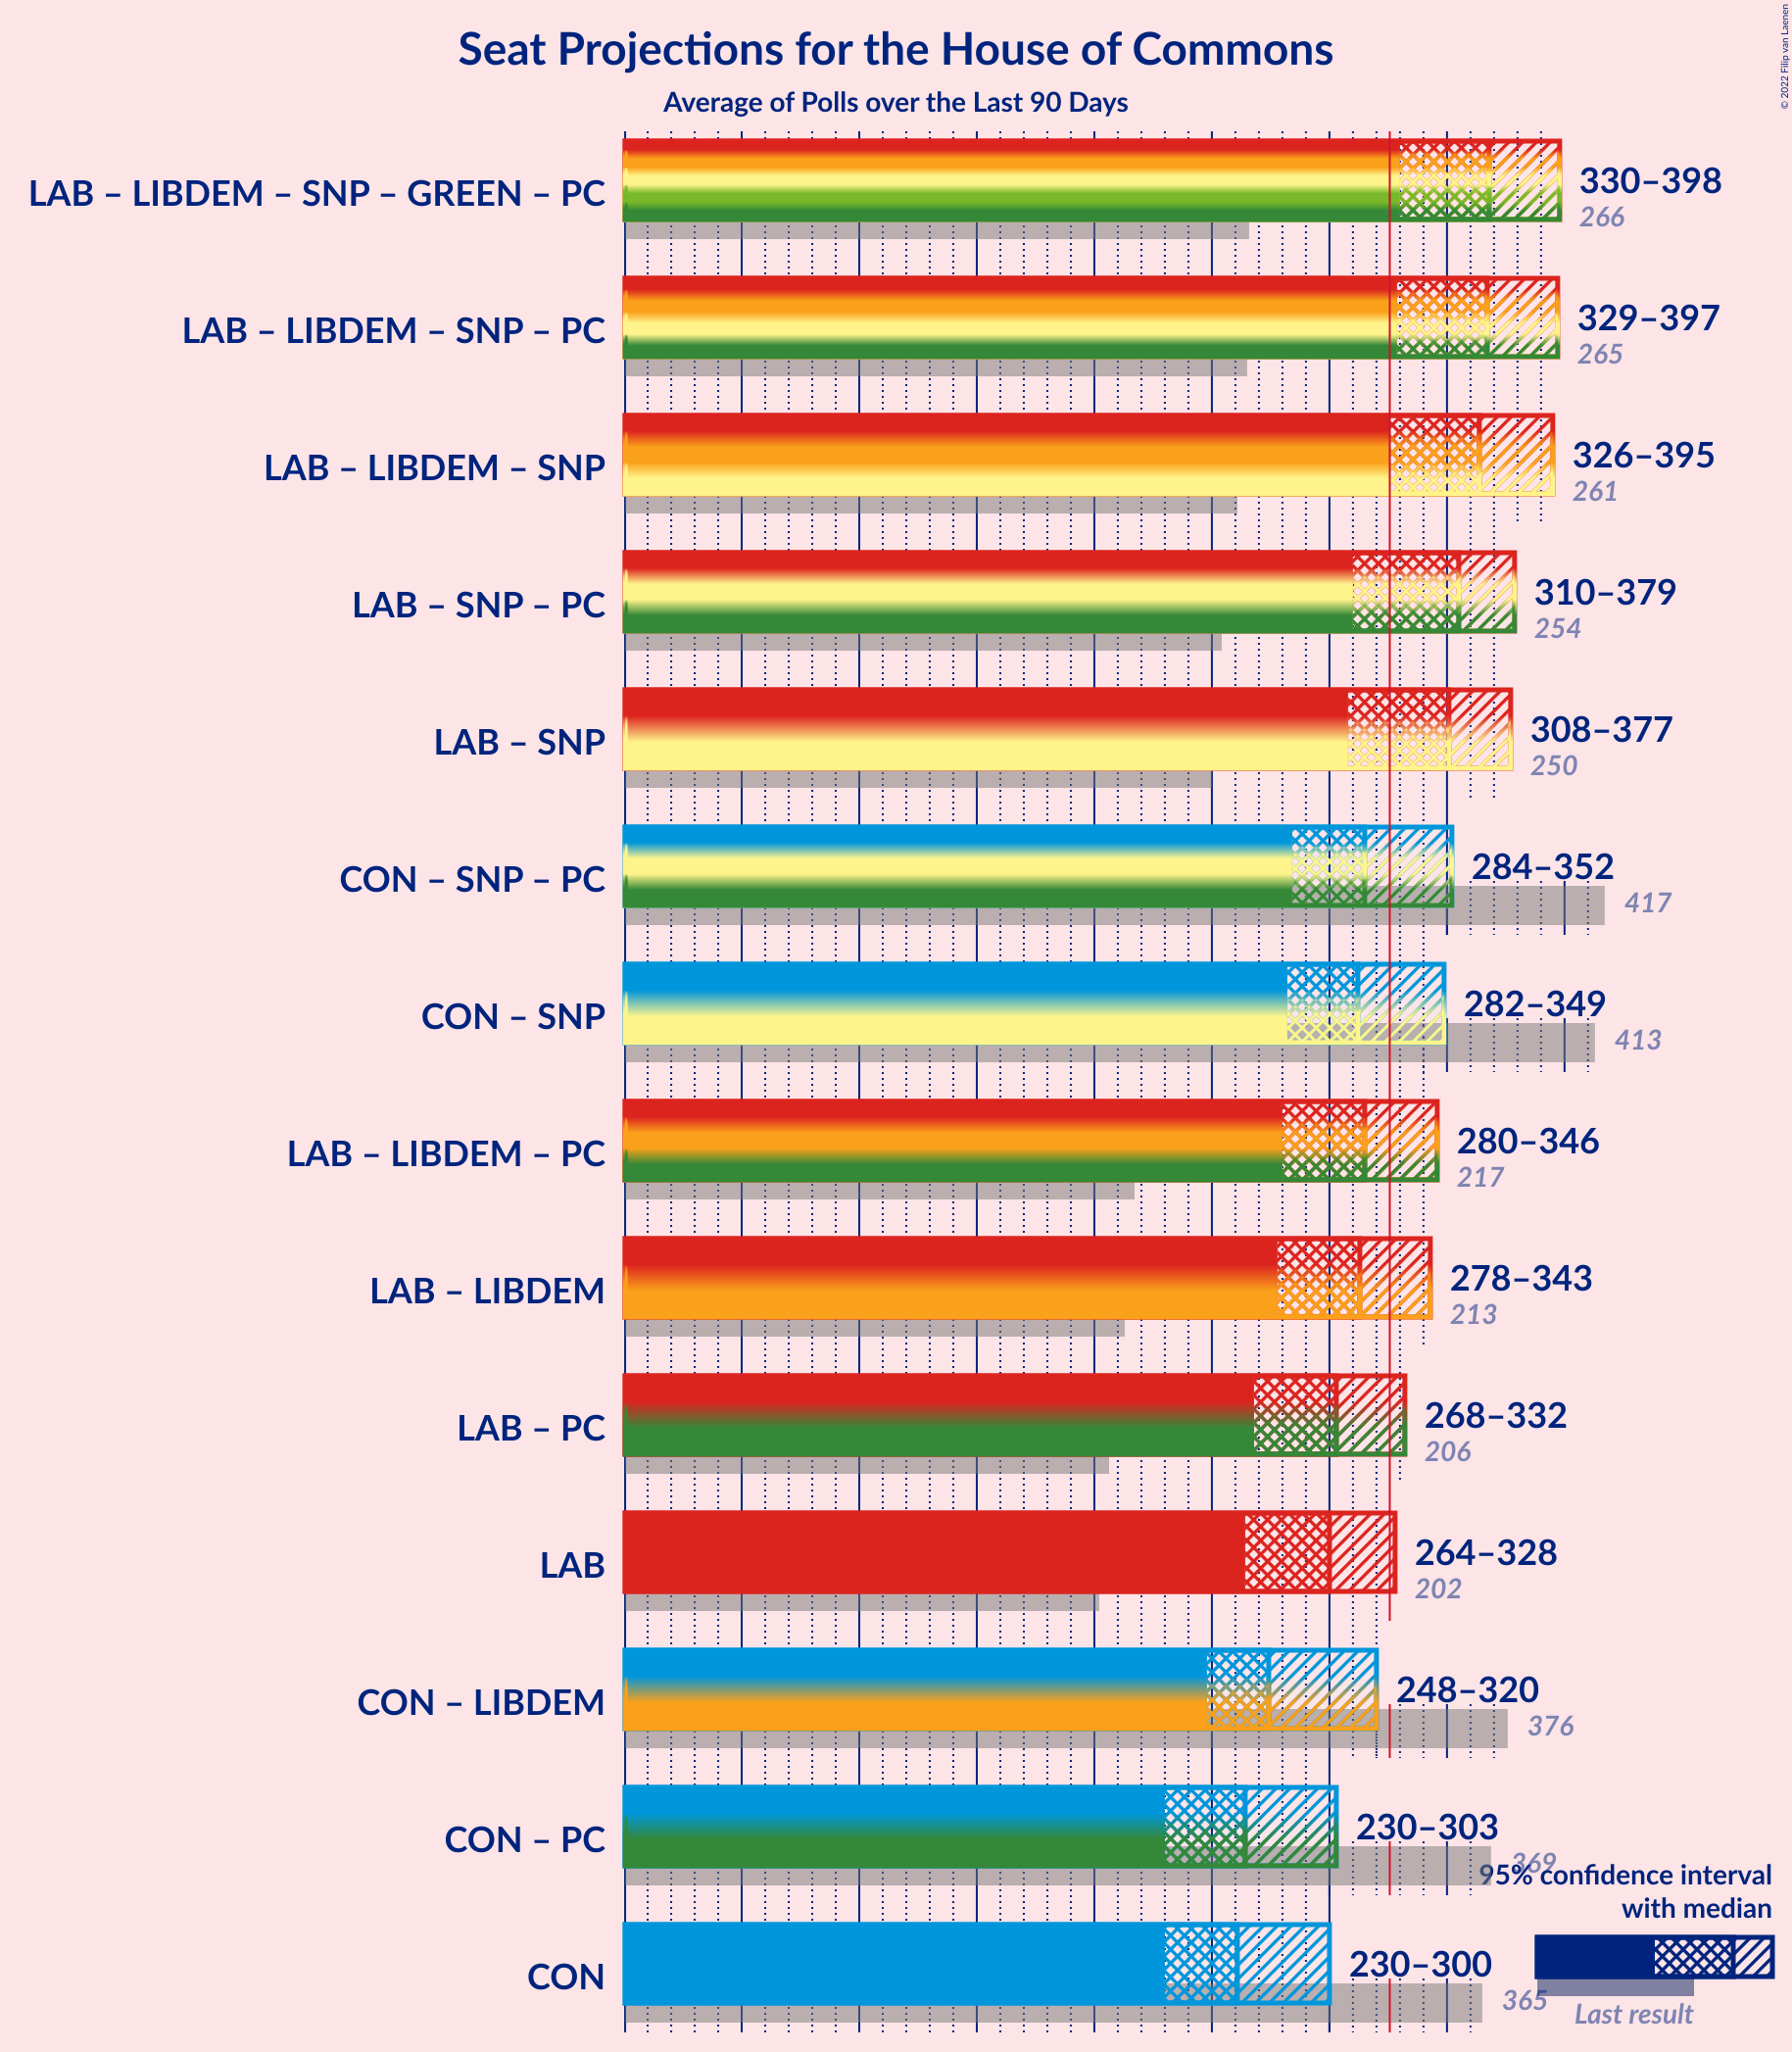 © 2022 Filip van Laenen
Seat Projections for the House of Commons
Average of Polls over the Last 90 Days
LAB – LIBDEM – SNP – GREEN – PC
330–398
266
LAB – LIBDEM – SNP – PC
329–397
265
LAB – LIBDEM – SNP
326–395
261
LAB – SNP – PC
310–379
254
LAB – SNP
308–377
250
CON – SNP – PC
284–352
417
CON – SNP
282–349
413
LAB – LIBDEM – PC
280–346
217
LAB – LIBDEM
278–343
213
LAB – PC
268–332
206
LAB
264–328
202
CON – LIBDEM
248–320
376
CON – PC
230–303
369
CON
230–300
365
95% confidence interval
with median
Last result